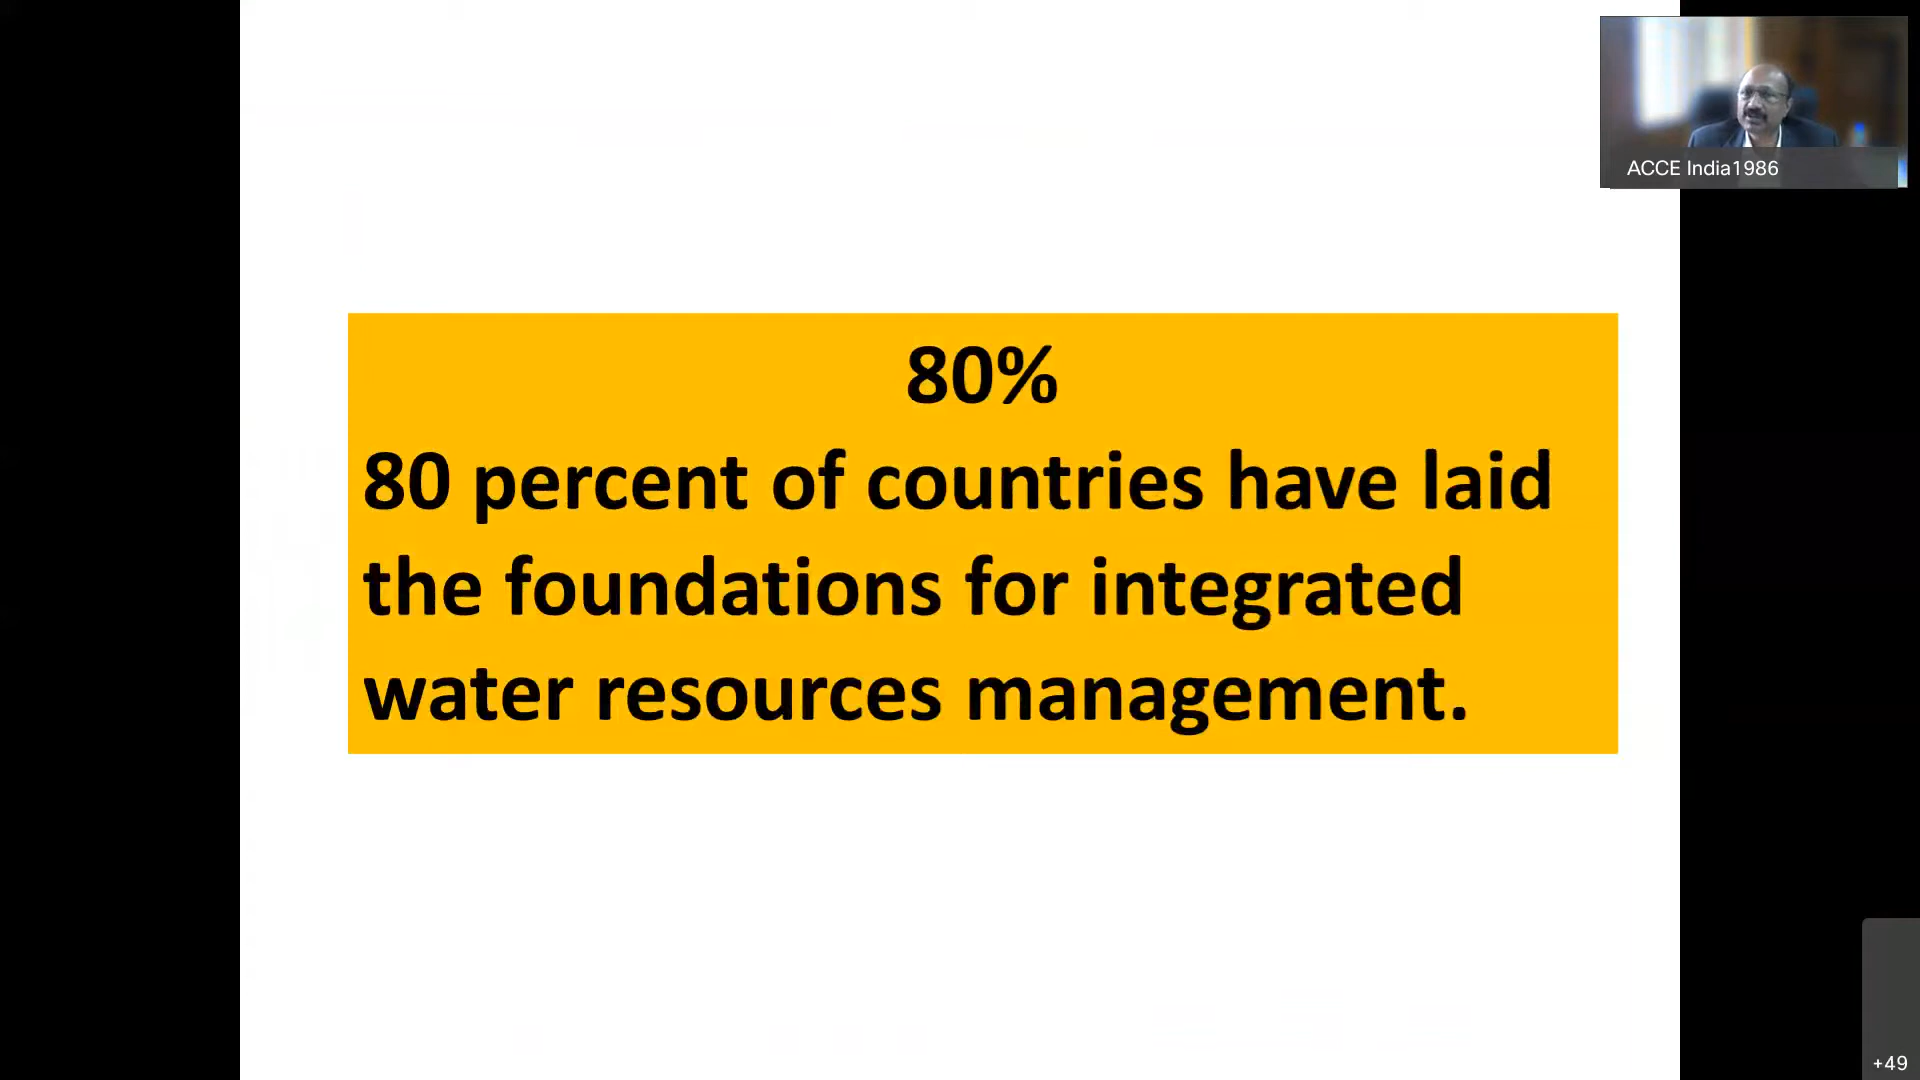 ACCE India1986
80%
80 percent of countries have laid
the foundations for integrated
water resources management.
+49